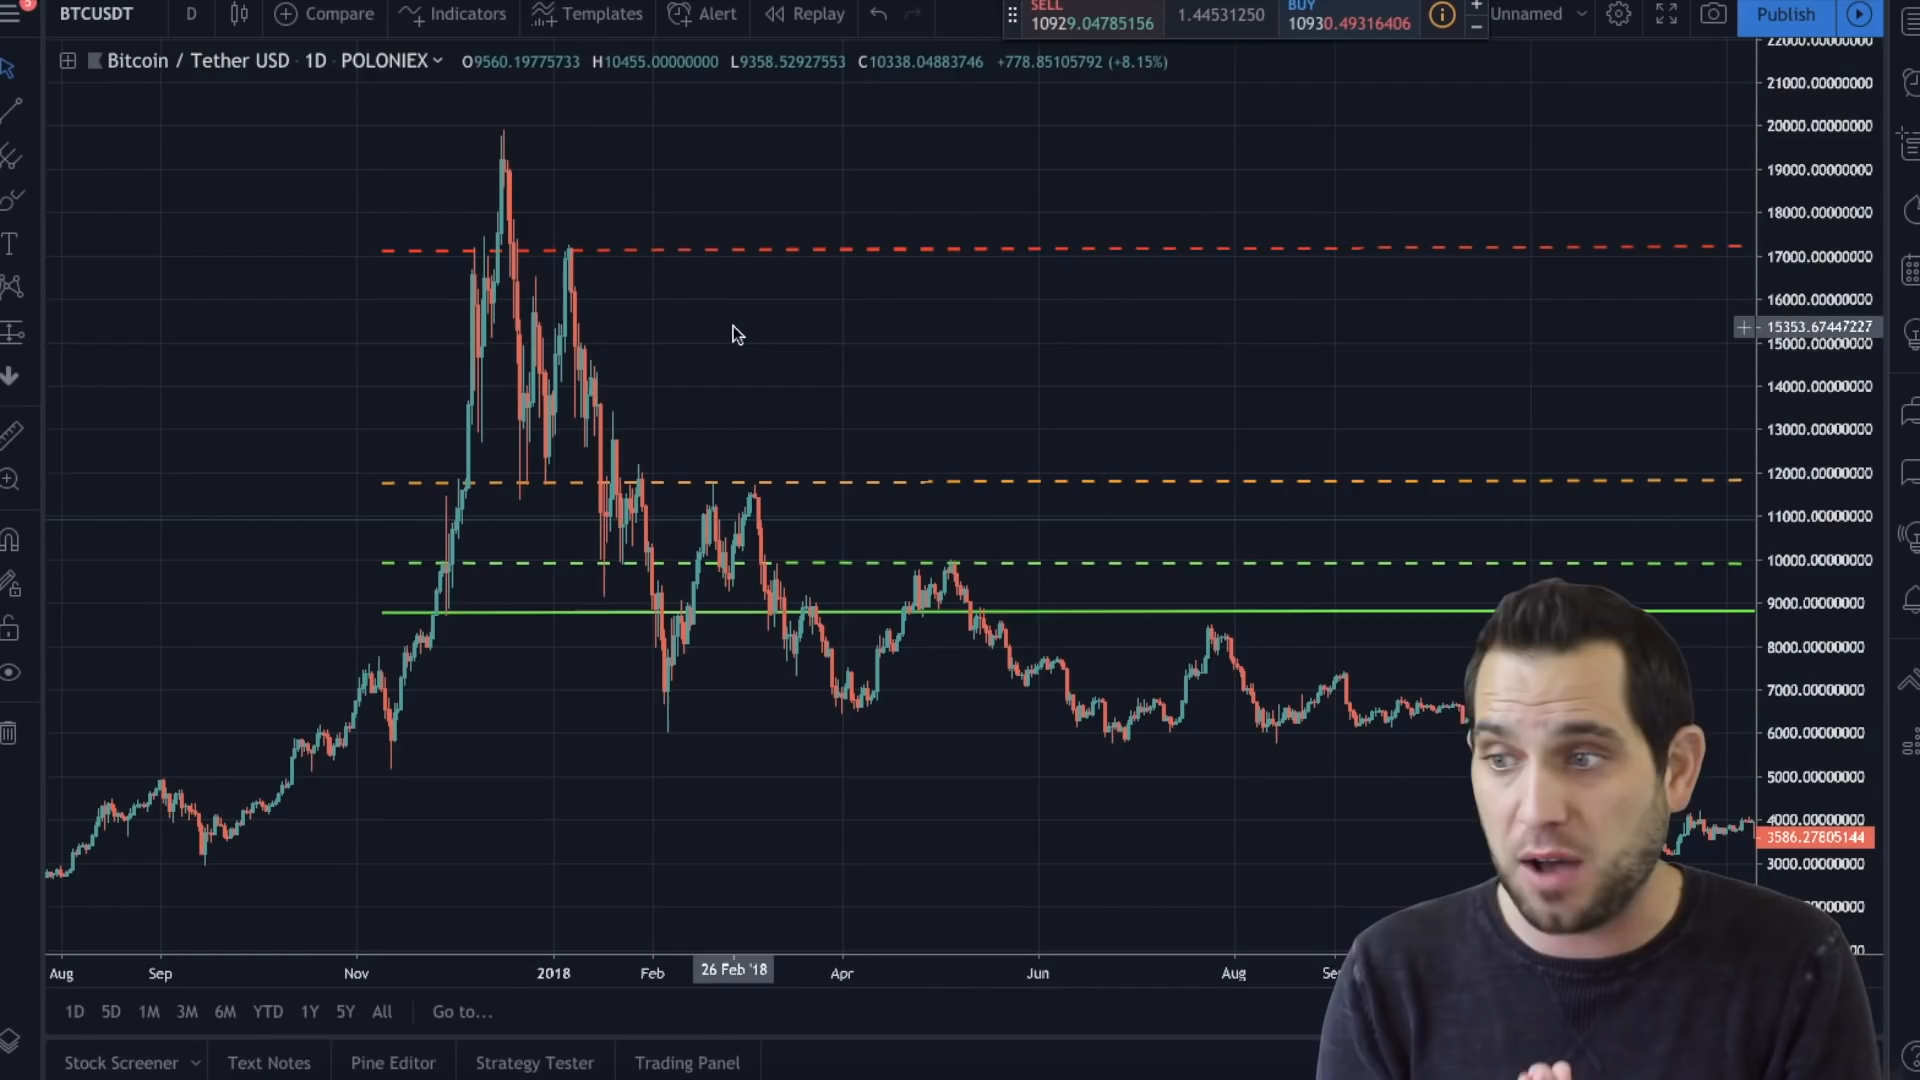 5
BTCUSDT D Compare Indicators Templates Alert Replay
SELL
10929.04785156
1.44531250
BUY
10930.49316406
Unnamed
Publish
Bitcoin / Tether USD 1D POLONIEX
O9560.19775733 H10455.00000000 L9358.52927553 C10338.04883746 +778.85105792 (+8.15%)
22000.00000000
21000.00000000
20000.00000000
19000.00000000
18000.00000000
17000.00000000
16000.00000000
15353.67447227
15000.00000000
14000.00000000
13000.00000000
12000.00000000
11000.00000000
10000.00000000
9000.00000000
8000.00000000
7000.00000000
6000.00000000
5000.00000000
4000.00000000
3586.27805144
3000.00000000
Aug Sep Nov 2018 Feb 26 Feb '18 Apr Jun Aug
1D 5D 1M 3M 6M YTD 1Y 5Y All Go to...
Stock Screener Text Notes Pine Editor Strategy Tester Trading Panel